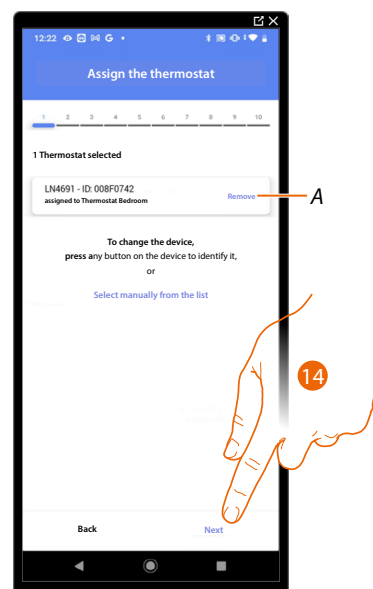 12:22 G
Assign the thermostat
1 2 3 4 5 6 7 8 9 10
1 Thermostat selected
LN4691 - ID: 008F0742
assigned to Thermostat Bedroom
Remove
A
To change the device,
press any button on the device to identify it,
or
Select manually from the list
14
Back
Next